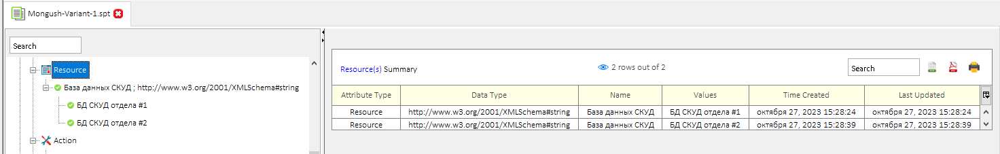 Mongush-Variant-1.spt
Search
Resource
База данных СКУД ; http://www.w3.org/2001/XMLSchema#string
БД СКУД отдела #1
БД СКУД отдела #2
Action
Resource(s) Summary
2 rows out of 2
Search
Attribute Type Data Type Name Values Time Created Last Updated
Resource http://www.w3.org/2001/XMLSchema#string База данных СКУД БД СКУД отдела #1 октября 27, 2023 15:28:24 октября 27, 2023 15:28:24
Resource http://www.w3.org/2001/XMLSchema#string База данных СКУД БД СКУД отдела #2 октября 27, 2023 15:28:39 октября 27, 2023 15:28:39